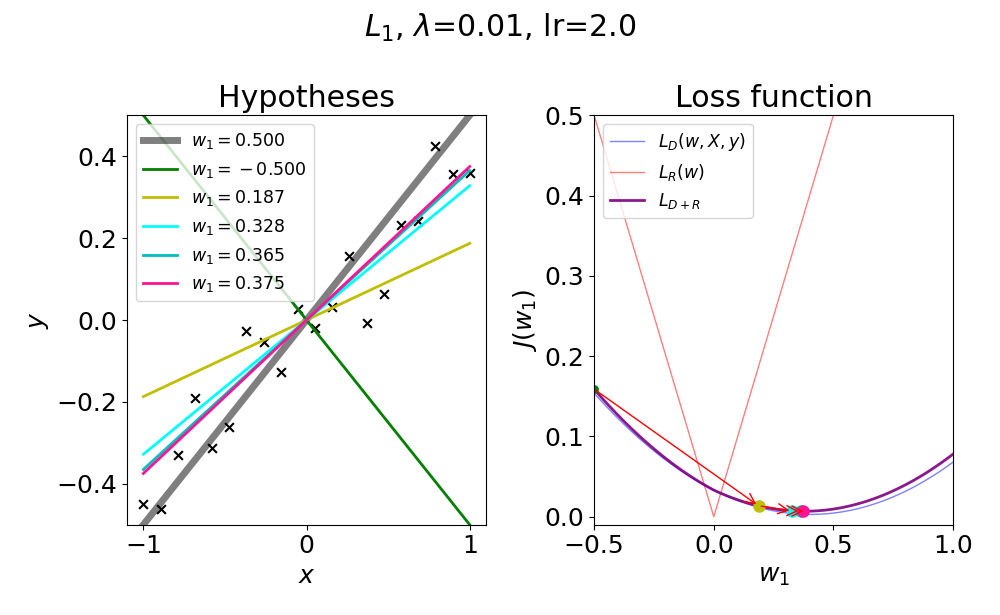 L₁, λ=0.01, lr=2.0
Hypotheses
w₁ = 0.500
w₁ = −0.500
w₁ = 0.187
w₁ = 0.328
w₁ = 0.365
w₁ = 0.375
0.4
0.2
0.0
−0.2
−0.4
y
−1
0
1
x
Loss function
L_D(w, X, y)
L_R(w)
L_{D+R}
0.5
0.4
0.3
0.2
0.1
0.0
J(w₁)
−0.5
0.0
0.5
1.0
w₁